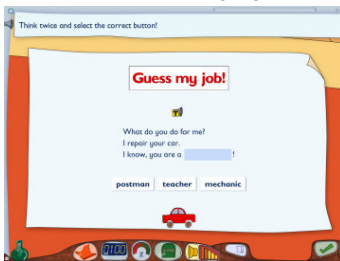 Think twice and select the correct button!
Guess my job!
What do you do for me?
I repair your car.
I know, you are a !
postman teacher mechanic